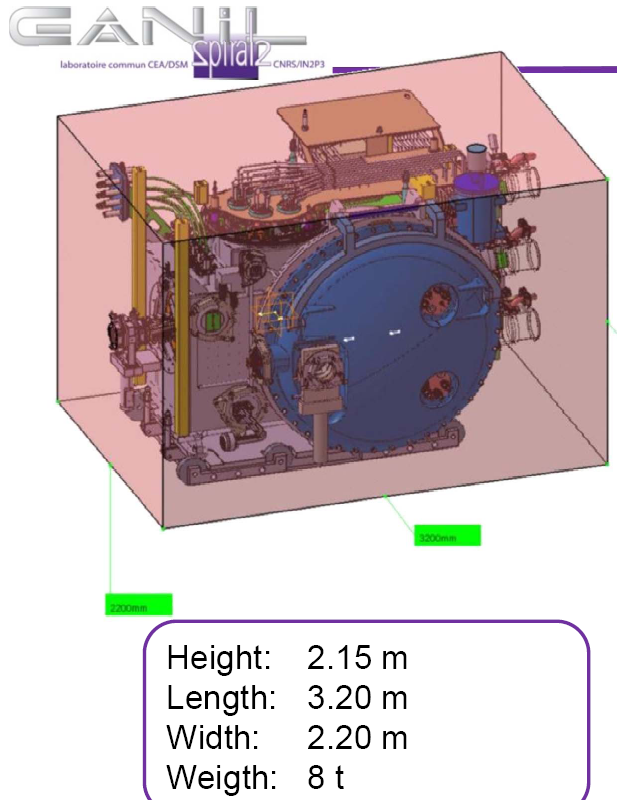 GANIL
spiral2
laboratoire commun CEA/DSM CNRS/IN2P3
3200mm
2200mm
Height: 2.15 m
Length: 3.20 m
Width: 2.20 m
Weigth: 8 t